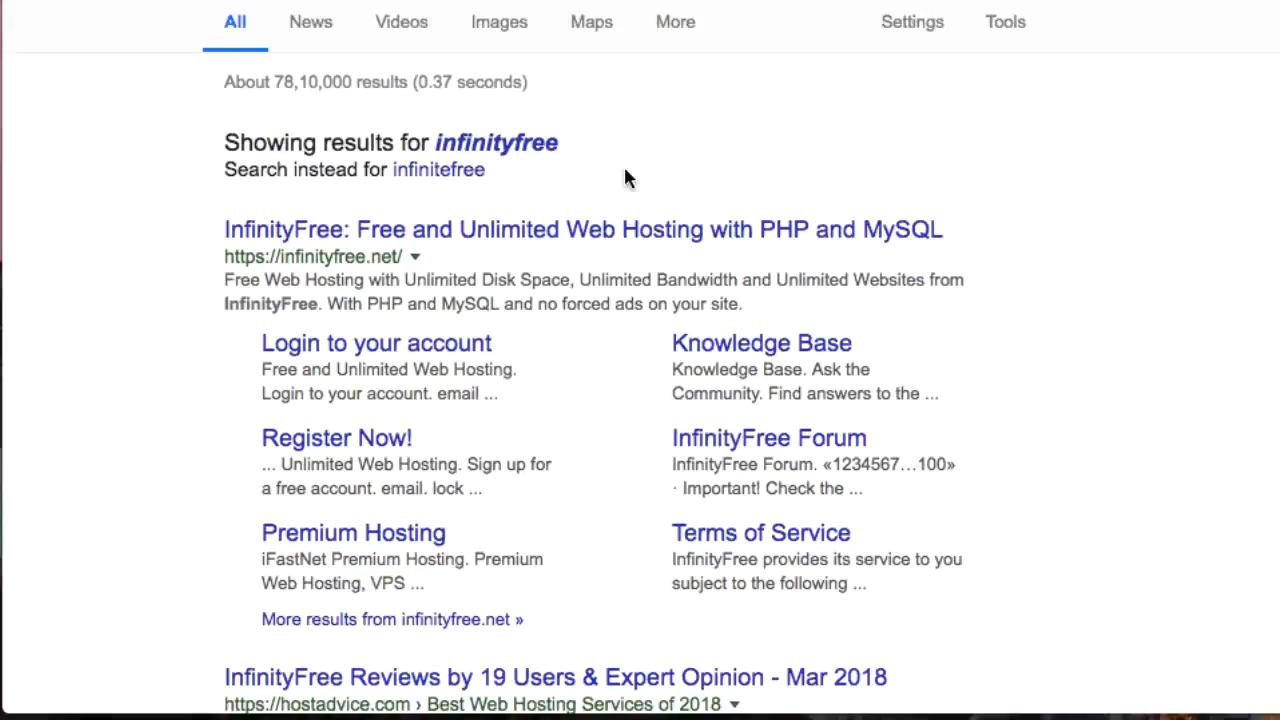 All News Videos Images Maps More Settings Tools
About 78,10,000 results (0.37 seconds)
Showing results for infinityfree
Search instead for infinitefree
InfinityFree: Free and Unlimited Web Hosting with PHP and MySQL
https://infinityfree.net/
Free Web Hosting with Unlimited Disk Space, Unlimited Bandwidth and Unlimited Websites from
InfinityFree. With PHP and MySQL and no forced ads on your site.
Login to your account
Free and Unlimited Web Hosting.
Login to your account. email ...
Knowledge Base
Knowledge Base. Ask the
Community. Find answers to the ...
Register Now!
... Unlimited Web Hosting. Sign up for
a free account. email. lock ...
InfinityFree Forum
InfinityFree Forum. «1234567…100»
· Important! Check the ...
Premium Hosting
iFastNet Premium Hosting. Premium
Web Hosting, VPS ...
Terms of Service
InfinityFree provides its service to you
subject to the following ...
More results from infinityfree.net »
InfinityFree Reviews by 19 Users & Expert Opinion - Mar 2018
https://hostadvice.com › Best Web Hosting Services of 2018